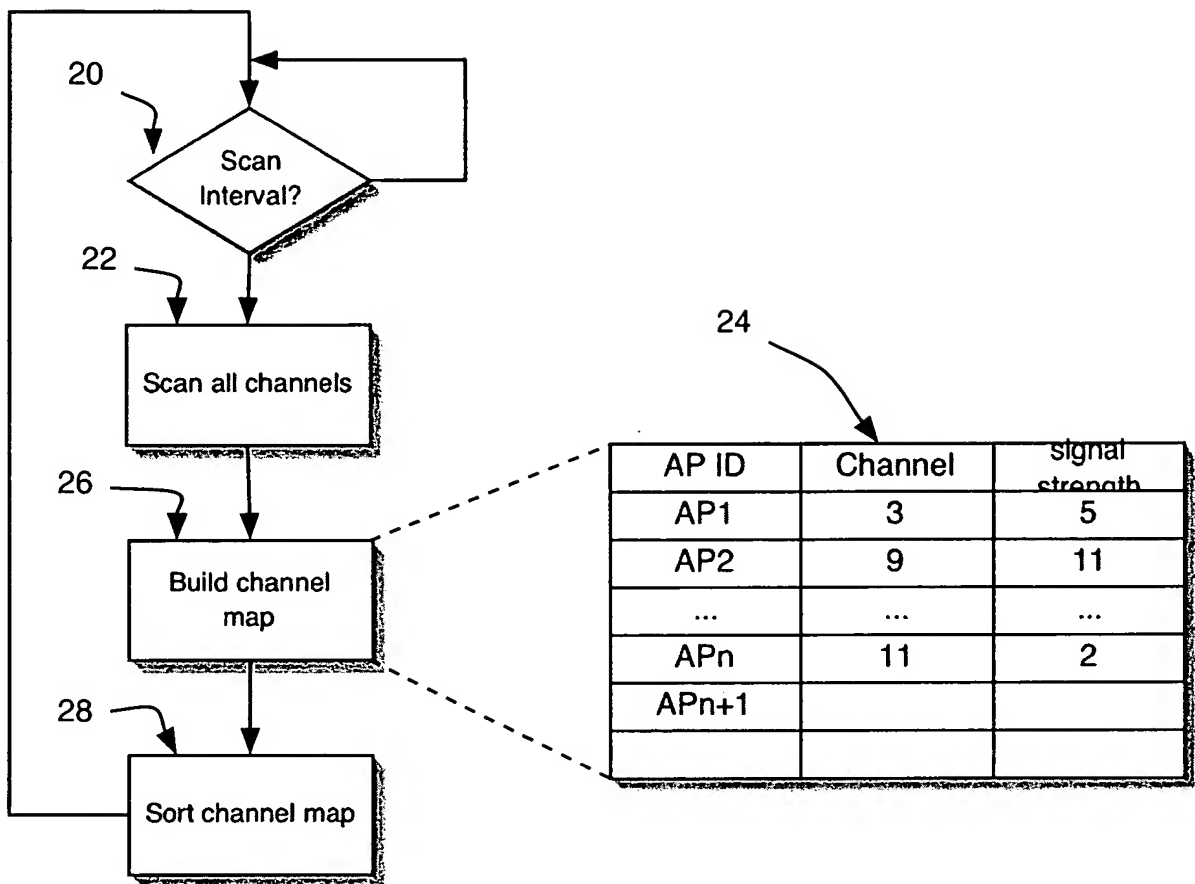 20
Scan
Interval?
22
Scan all channels
24
26
Build channel
map
AP ID Channel signal
strength
AP1 3 5
AP2 9 11
... ... ...
APn 11 2
APn+1
28
Sort channel map